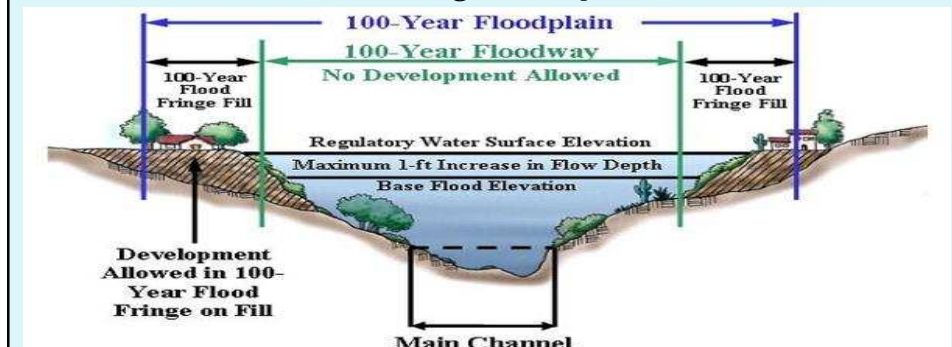 100-Year Floodplain
100-Year Floodway
No Development Allowed
100-Year
Flood
Fringe Fill
100-Year
Flood
Fringe Fill
Regulatory Water Surface Elevation
Maximum 1-ft Increase in Flow Depth
Base Flood Elevation
Development
Allowed in 100-
Year Flood
Fringe on Fill
Main Channel